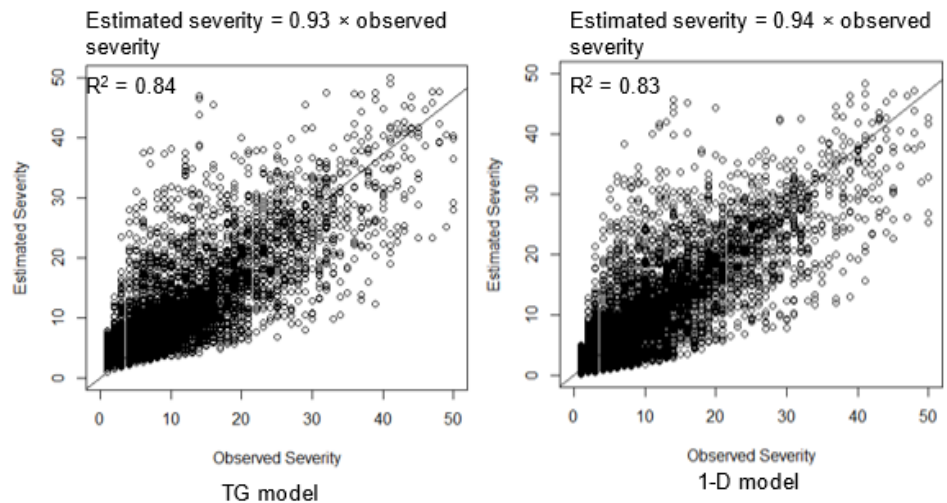 Estimated severity = 0.93 × observed
severity
R² = 0.84
50
40
30
20
10
0
Estimated Severity
0 10 20 30 40 50
Observed Severity
TG model
Estimated severity = 0.94 × observed
severity
R² = 0.83
50
40
30
20
10
0
Estimated Severity
0 10 20 30 40 50
Observed Severity
1-D model